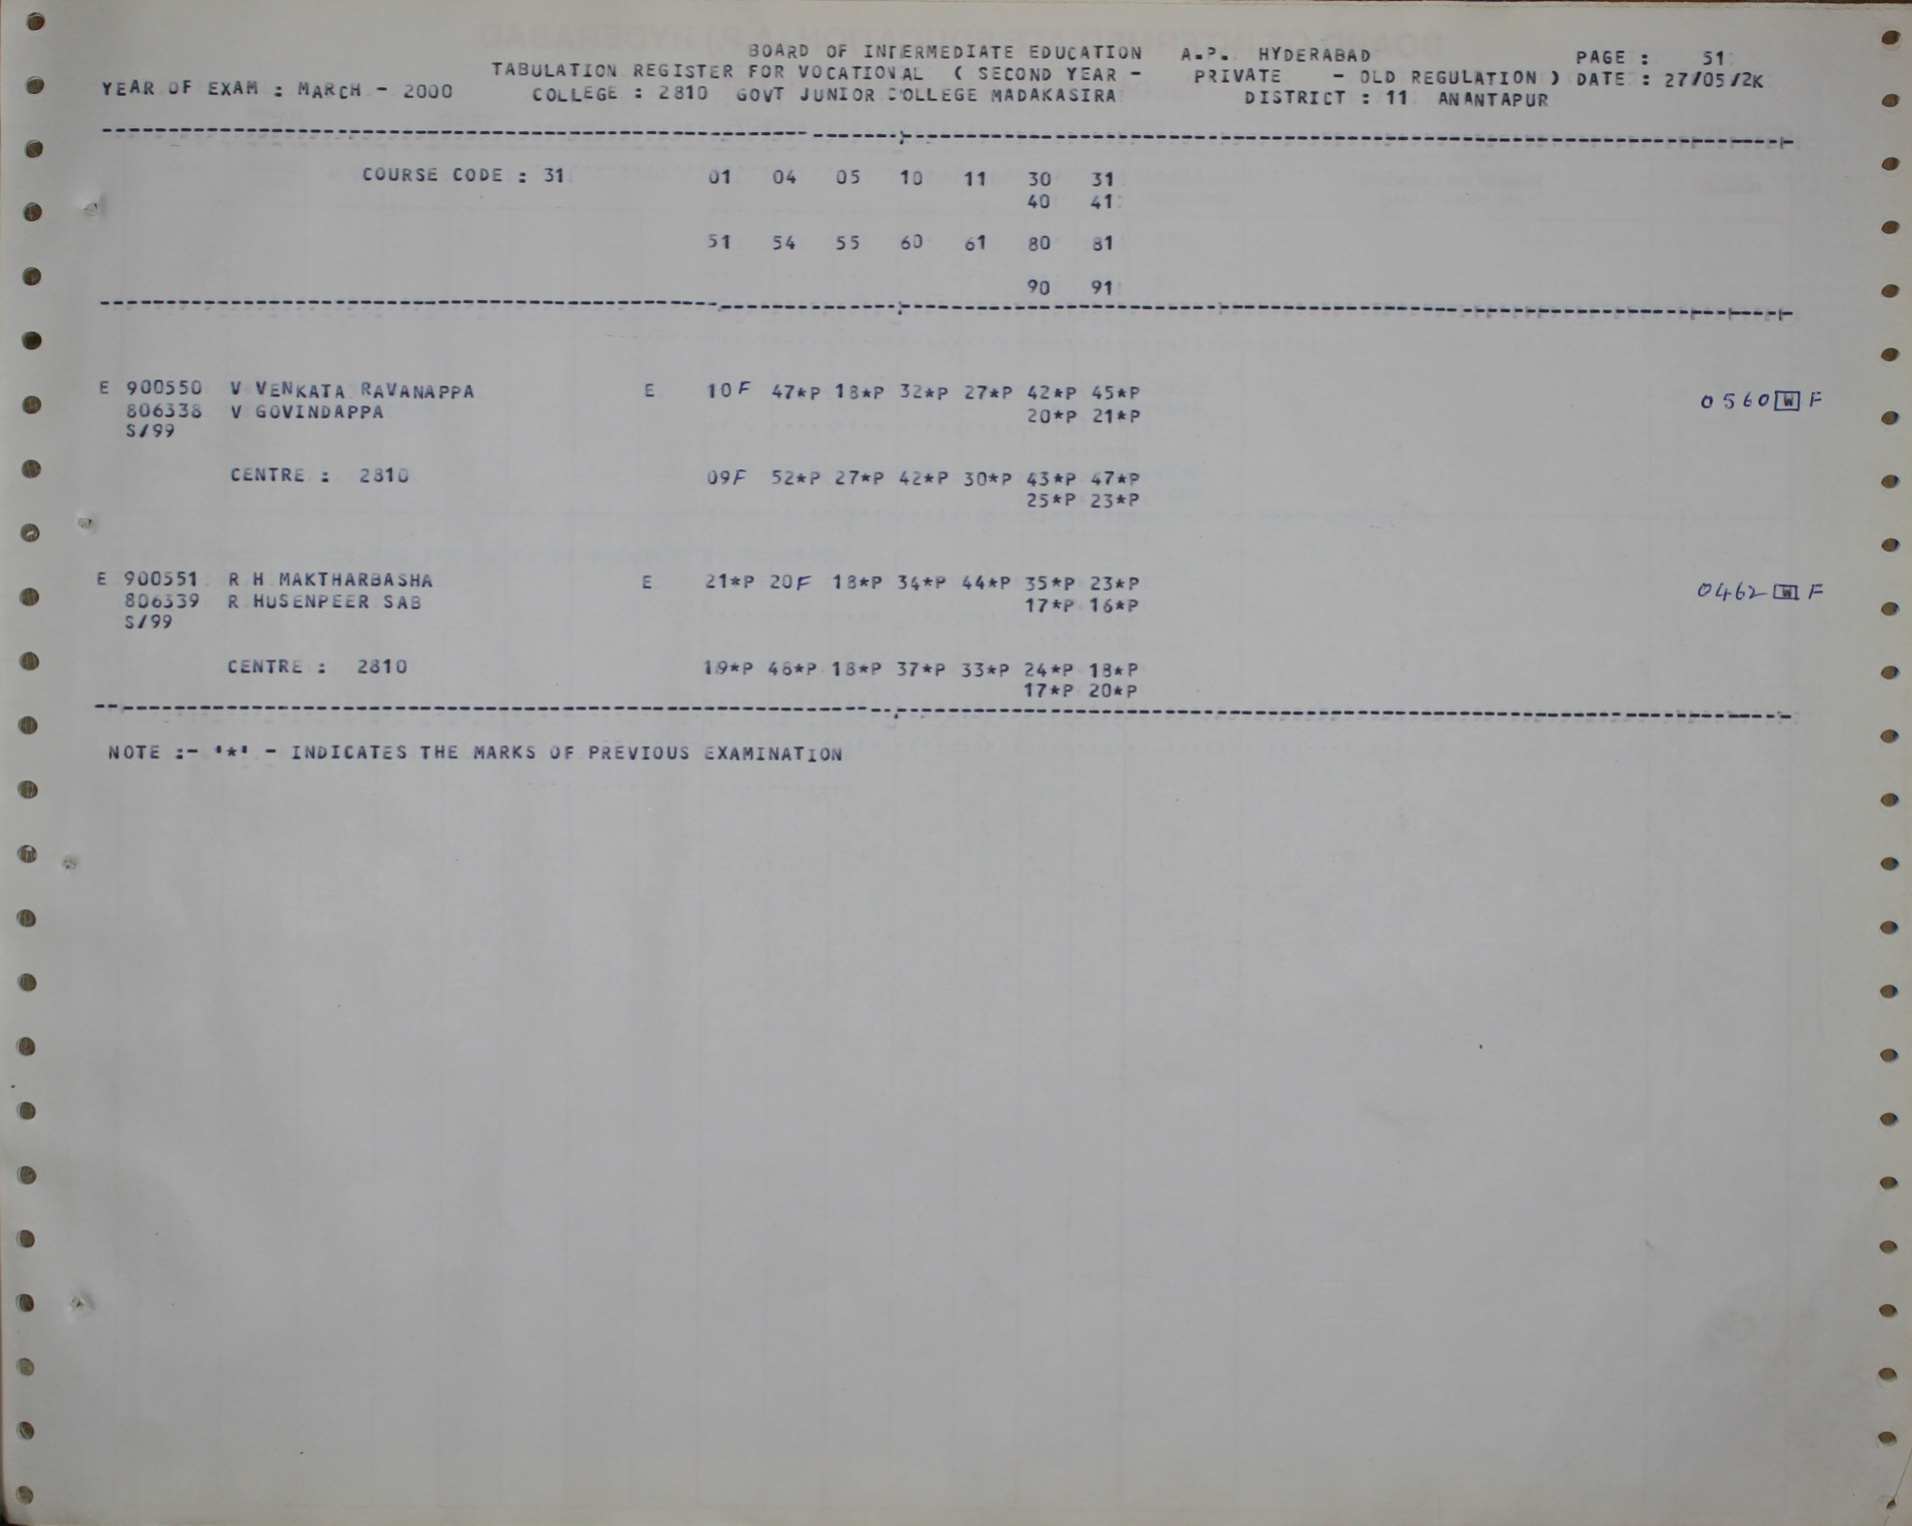 BOARD OF INTERMEDIATE EDUCATION A.P. HYDERABAD PAGE : 51
TABULATION REGISTER FOR VOCATIONAL ( SECOND YEAR - PRIVATE - OLD REGULATION ) DATE : 27/05/2K
YEAR OF EXAM : MARCH - 2000 COLLEGE : 2810 GOVT JUNIOR COLLEGE MADAKASIRA DISTRICT : 11 ANANTAPUR
COURSE CODE : 31 01 04 05 10 11 30 31
40 41
51 54 55 60 61 80 81
90 91
E 900550 V VENKATA RAVANAPPA E 10F 47*P 18*P 32*P 27*P 42*P 45*P 0560 W F
806338 V GOVINDAPPA 20*P 21*P
S/99
CENTRE : 2810 09F 52*P 27*P 42*P 30*P 43*P 47*P
25*P 23*P
E 900551 R H MAKTHARBASHA E 21*P 20F 18*P 34*P 44*P 35*P 23*P 0462 W F
806339 R HUSENPEER SAB 17*P 16*P
S/99
CENTRE : 2810 19*P 48*P 18*P 37*P 33*P 24*P 18*P
17*P 20*P
NOTE :- '*' - INDICATES THE MARKS OF PREVIOUS EXAMINATION